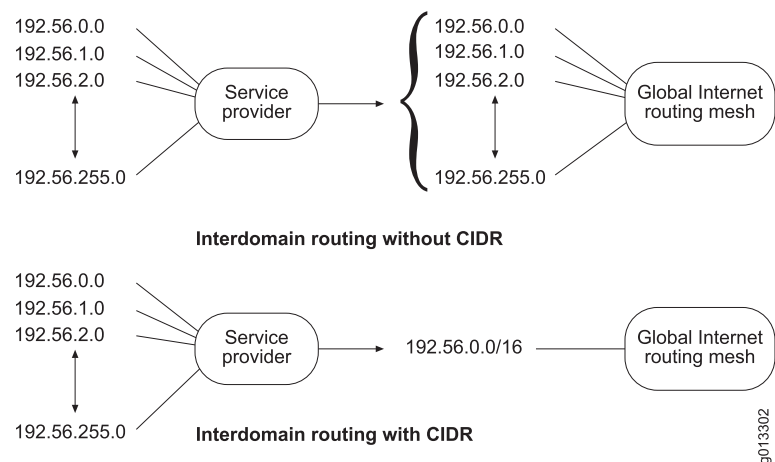 192.56.0.0
192.56.1.0
192.56.2.0
192.56.255.0
Service
provider
192.56.0.0
192.56.1.0
192.56.2.0
192.56.255.0
Global Internet
routing mesh
Interdomain routing without CIDR
192.56.0.0
192.56.1.0
192.56.2.0
192.56.255.0
Service
provider
192.56.0.0/16
Global Internet
routing mesh
Interdomain routing with CIDR
g013302